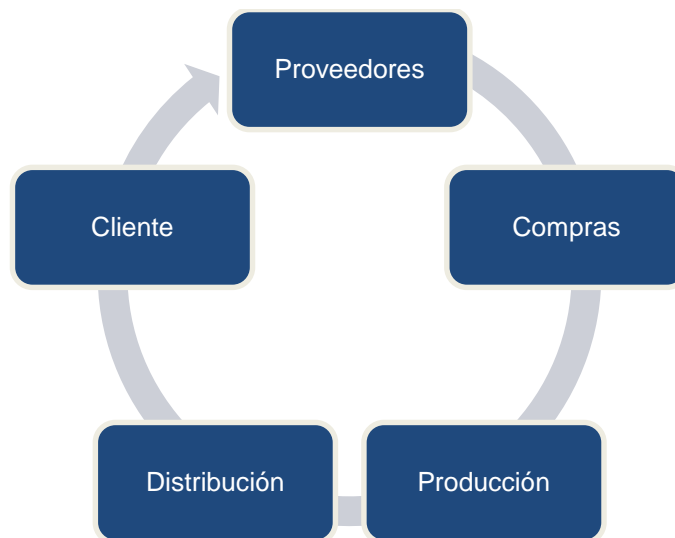 Proveedores
Compras
Producción
Distribución
Cliente